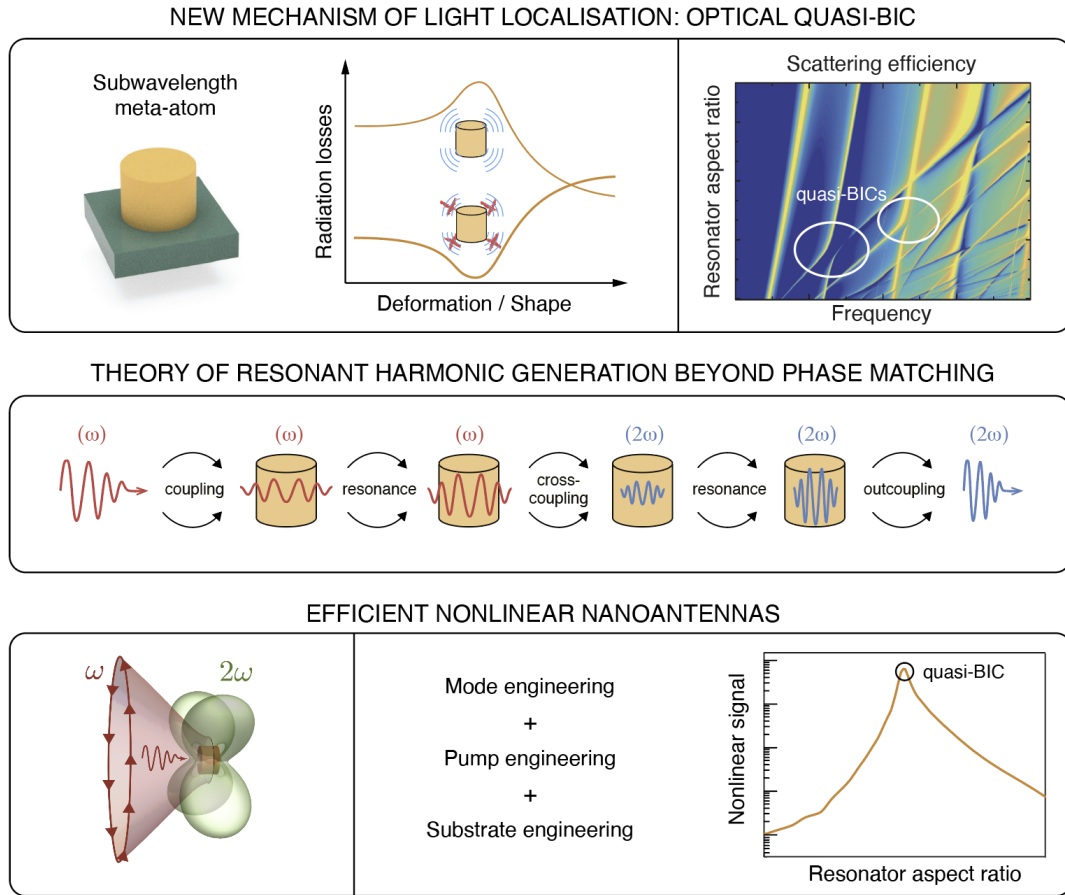 NEW MECHANISM OF LIGHT LOCALISATION: OPTICAL QUASI-BIC
Subwavelength
meta-atom
Radiation losses
Deformation / Shape
Scattering efficiency
Resonator aspect ratio
quasi-BICs
Frequency
THEORY OF RESONANT HARMONIC GENERATION BEYOND PHASE MATCHING
(ω)
coupling
(ω)
resonance
(ω)
cross-
coupling
(2ω)
resonance
(2ω)
outcoupling
(2ω)
EFFICIENT NONLINEAR NANOANTENNAS
ω
2ω
Mode engineering
+
Pump engineering
+
Substrate engineering
Nonlinear signal
quasi-BIC
Resonator aspect ratio